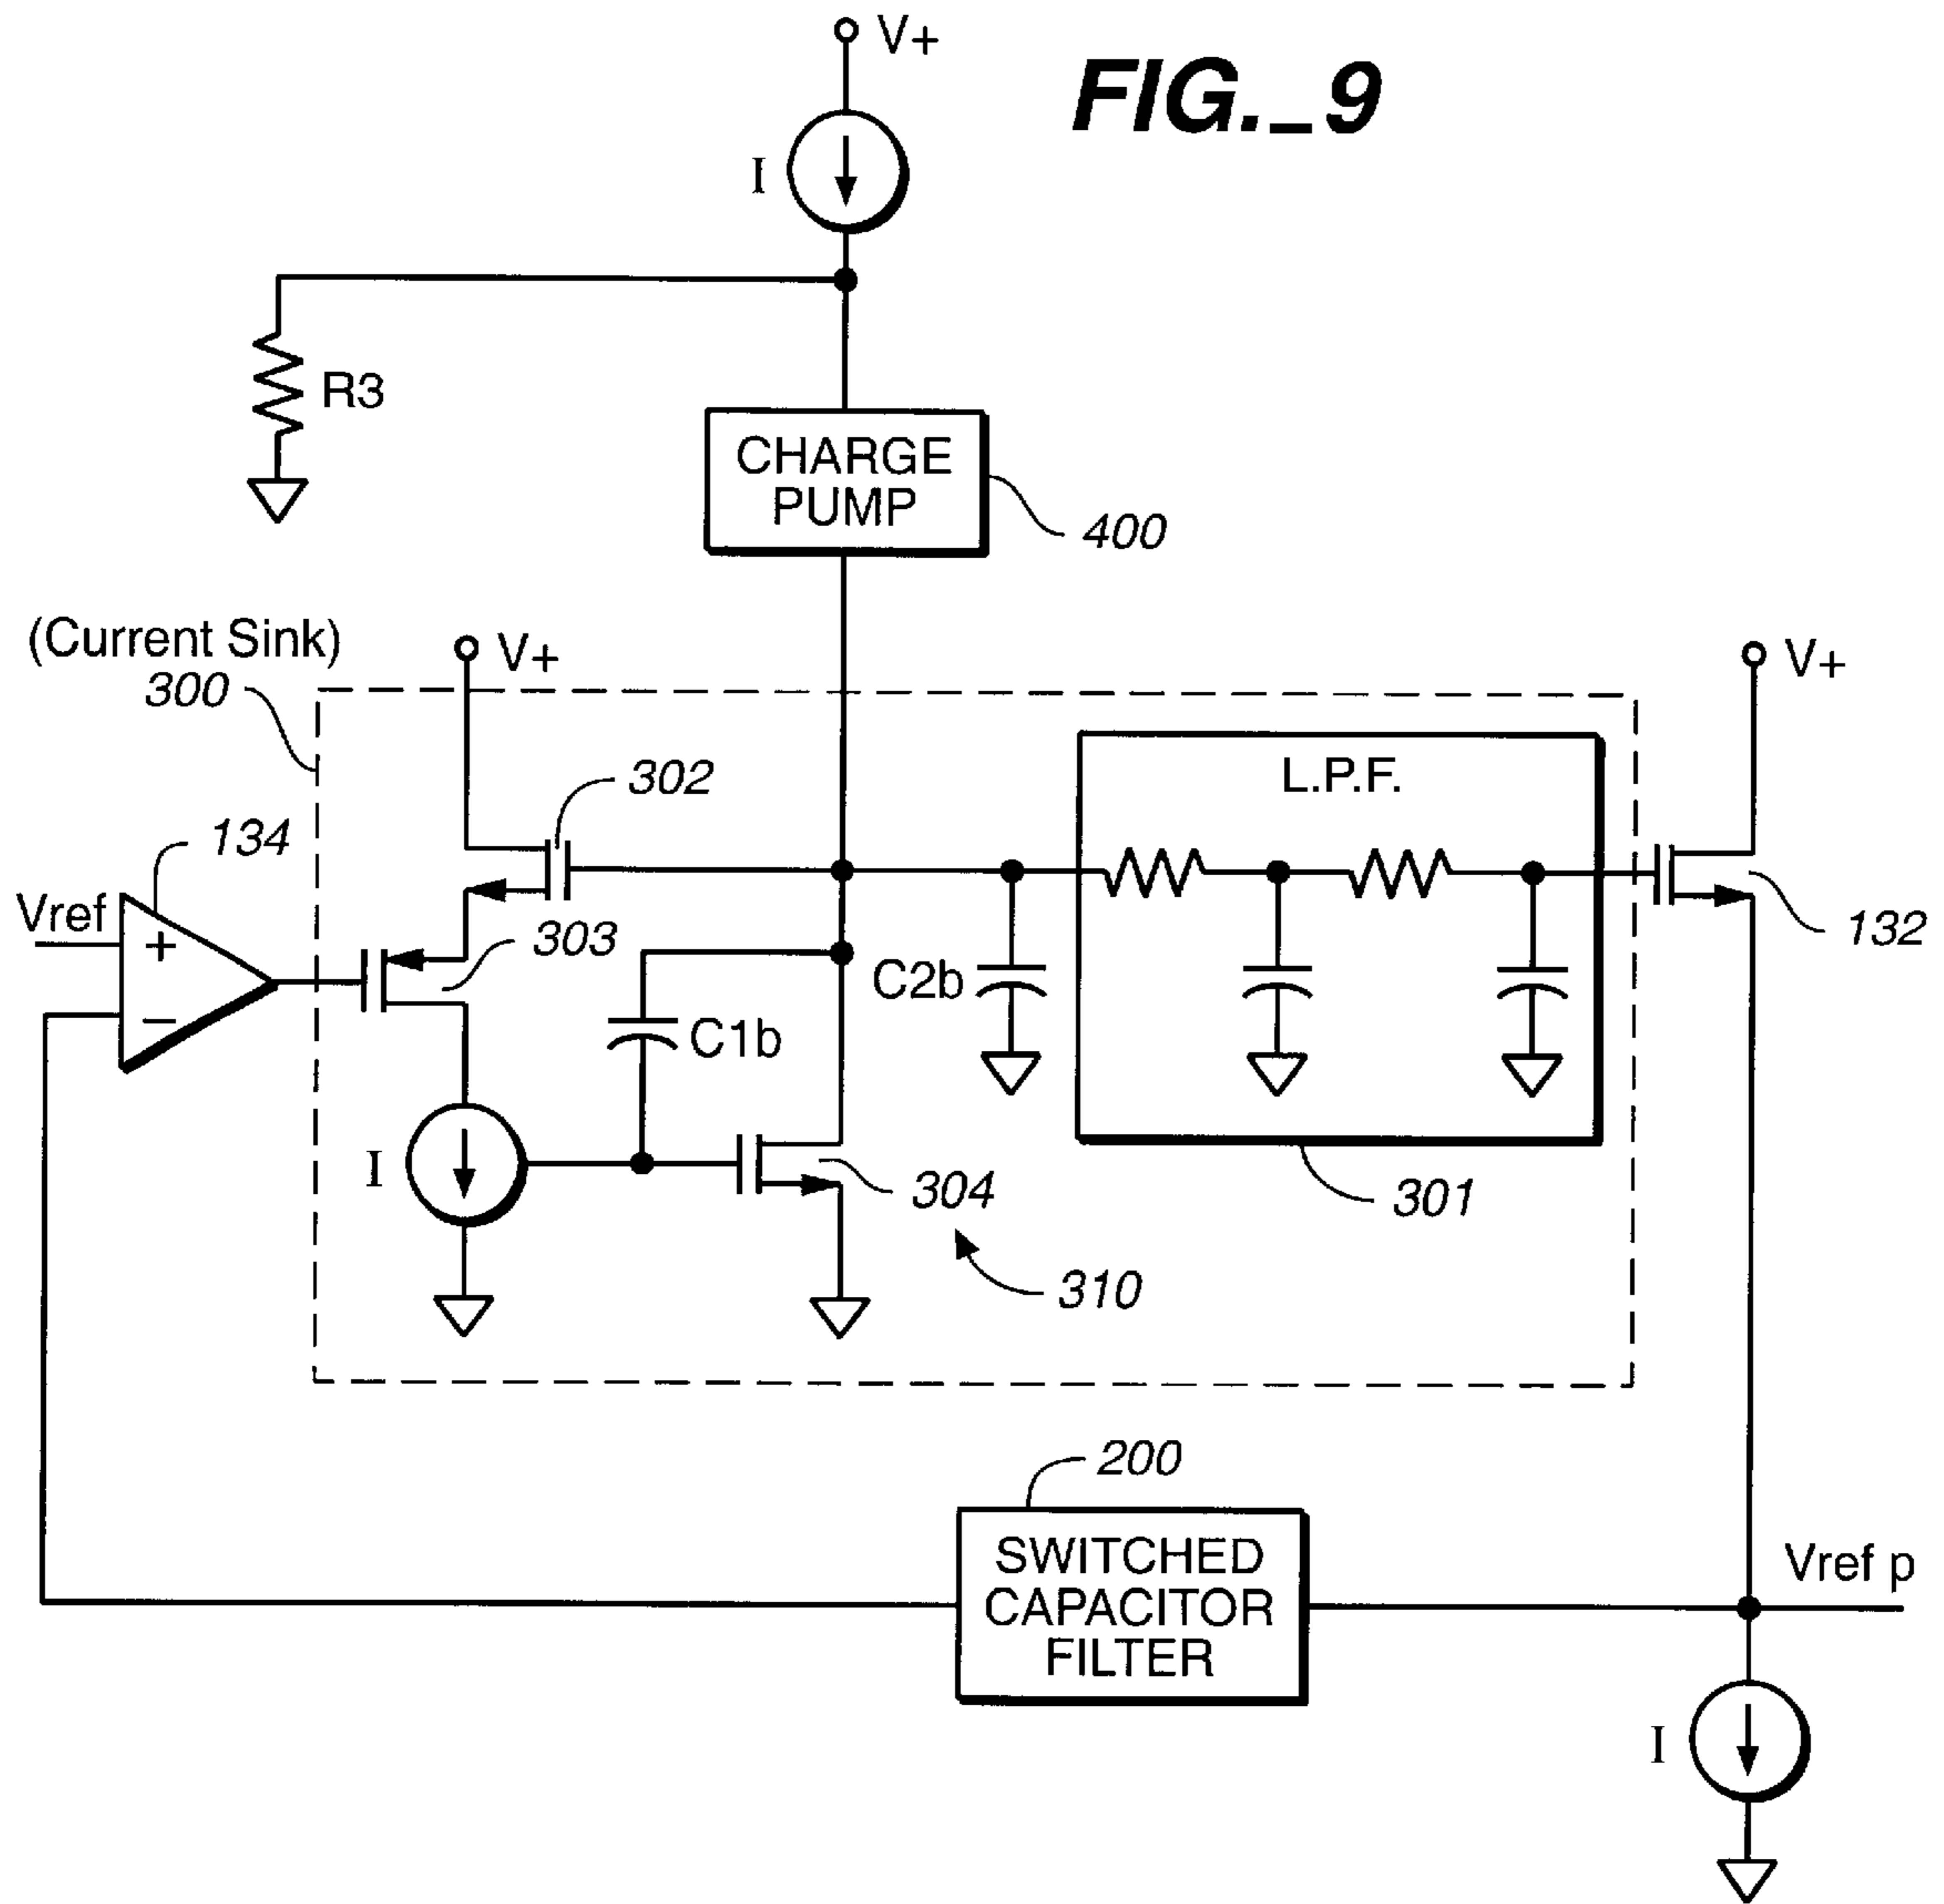 V+
FIG._9
I
R3
CHARGE
PUMP
400
(Current Sink)
300
V+
V+
L.P.F.
302
134
Vref
+
303
132
C2b
−
C1b
I
304
301
310
200
SWITCHED
CAPACITOR
FILTER
Vref p
I